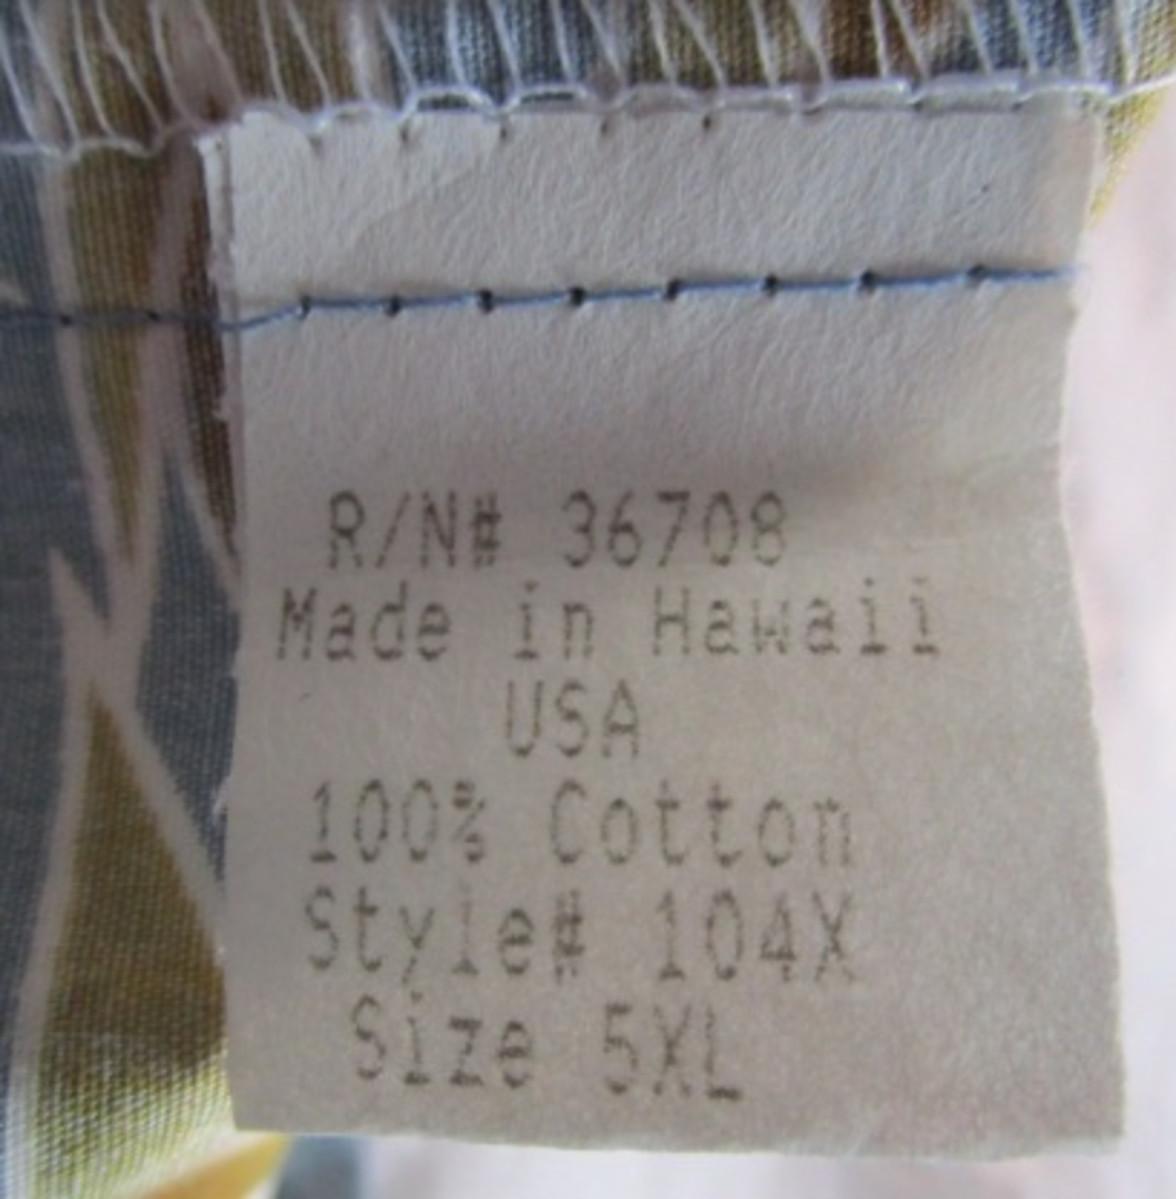 R/N# 36708
Made in Hawaii
USA
100% Cotton
Style# 104X
Size 5XL